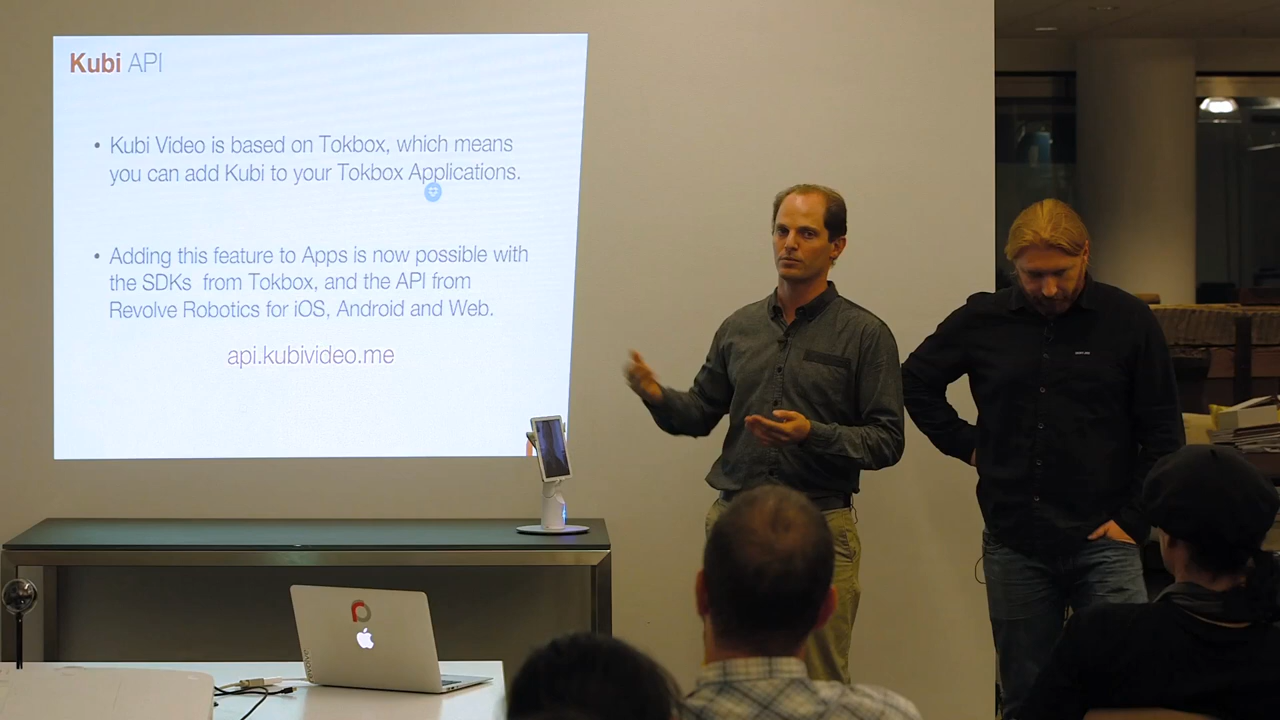 Kubi API
• Kubi Video is based on Tokbox, which means
you can add Kubi to your Tokbox Applications.
• Adding this feature to Apps is now possible with
the SDKs from Tokbox, and the API from
Revolve Robotics for iOS, Android and Web.
api.kubivideo.me